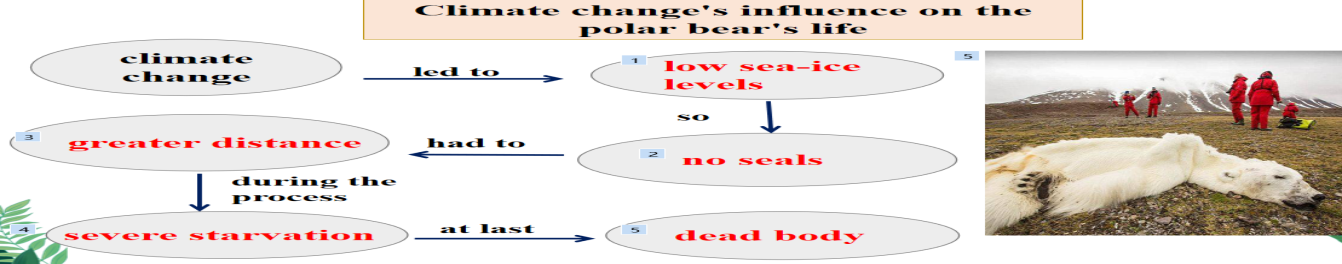 Climate change's influence on the
polar bear's life
climate
change
led to
1
low sea-ice
levels
5
so
2
no seals
had to
3
greater distance
during the
process
4
severe starvation
at last
5
dead body